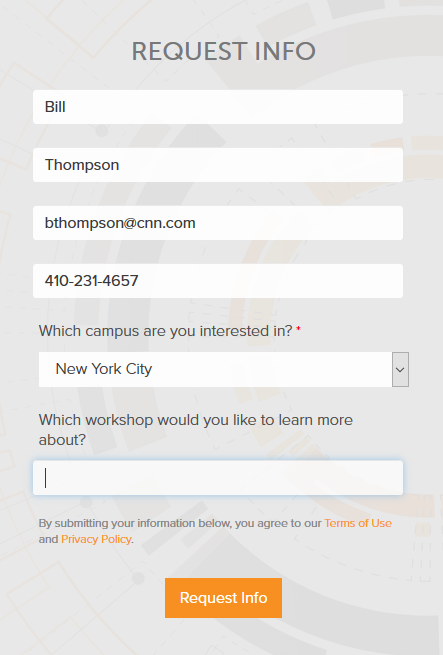 REQUEST INFO
Bill
Thompson
bthompson@cnn.com
410-231-4657
Which campus are you interested in? *
New York City
Which workshop would you like to learn more
about?
By submitting your information below, you agree to our Terms of Use
and Privacy Policy.
Request Info